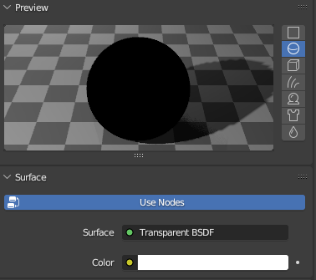 Preview
Surface
Use Nodes
Surface Transparent BSDF
Color